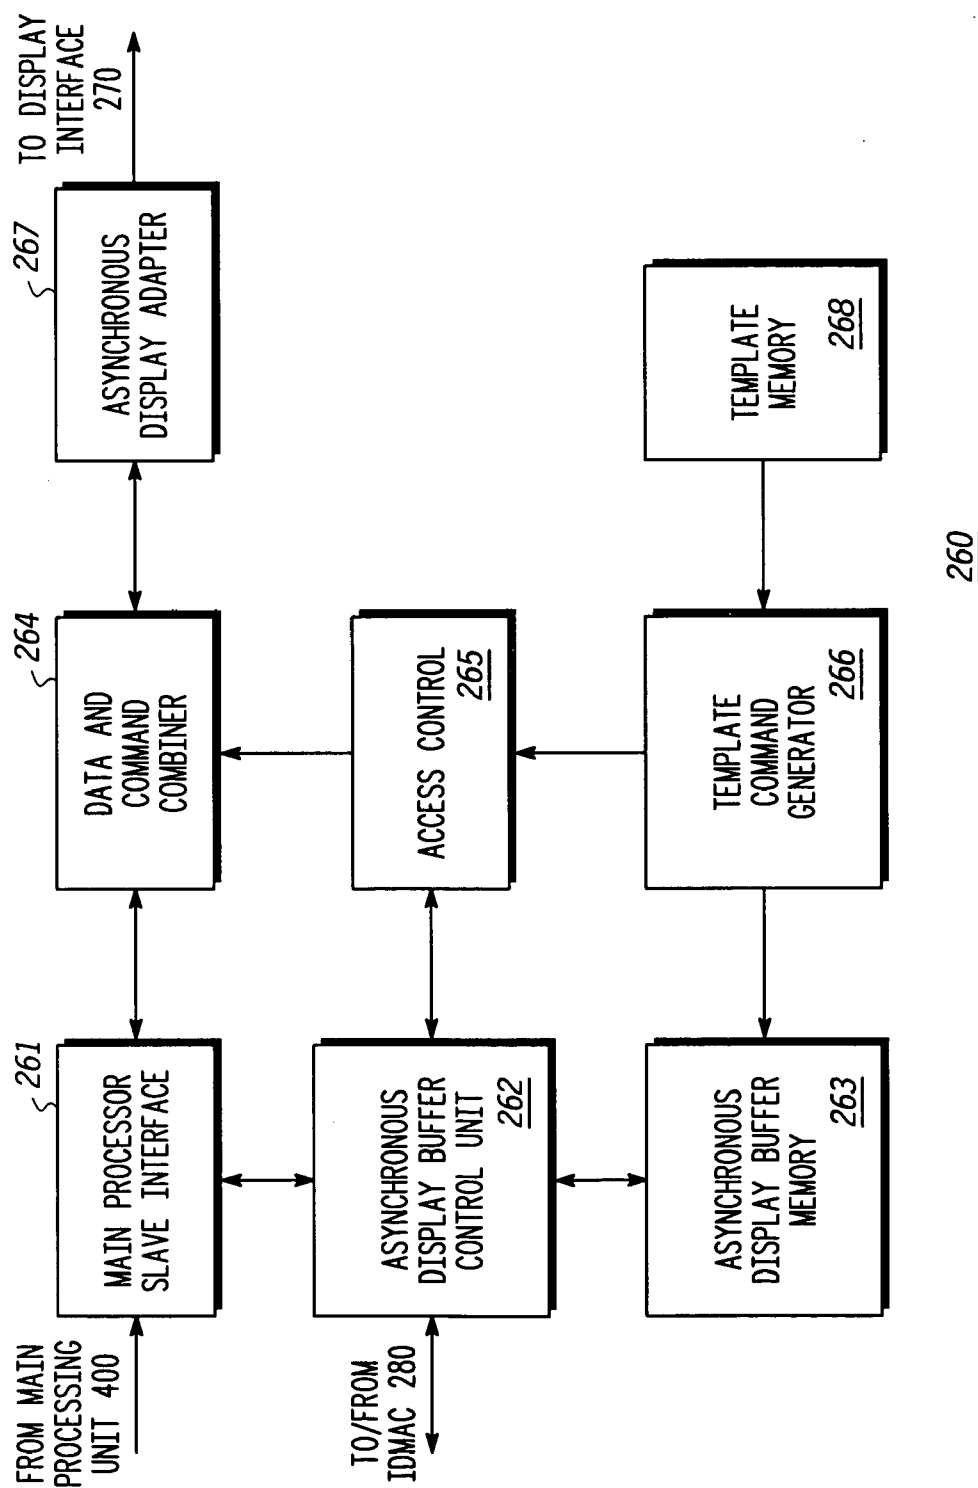 FROM MAIN
PROCESSING
UNIT 400
261
MAIN PROCESSOR
SLAVE INTERFACE
264
DATA AND
COMMAND
COMBINER
267
ASYNCHRONOUS
DISPLAY ADAPTER
TO DISPLAY
INTERFACE
270
TO/FROM
IDMAC 280
ASYNCHRONOUS
DISPLAY BUFFER
CONTROL UNIT
262
ACCESS CONTROL
265
ASYNCHRONOUS
DISPLAY BUFFER
MEMORY
263
TEMPLATE
COMMAND
GENERATOR
266
TEMPLATE
MEMORY
268
260